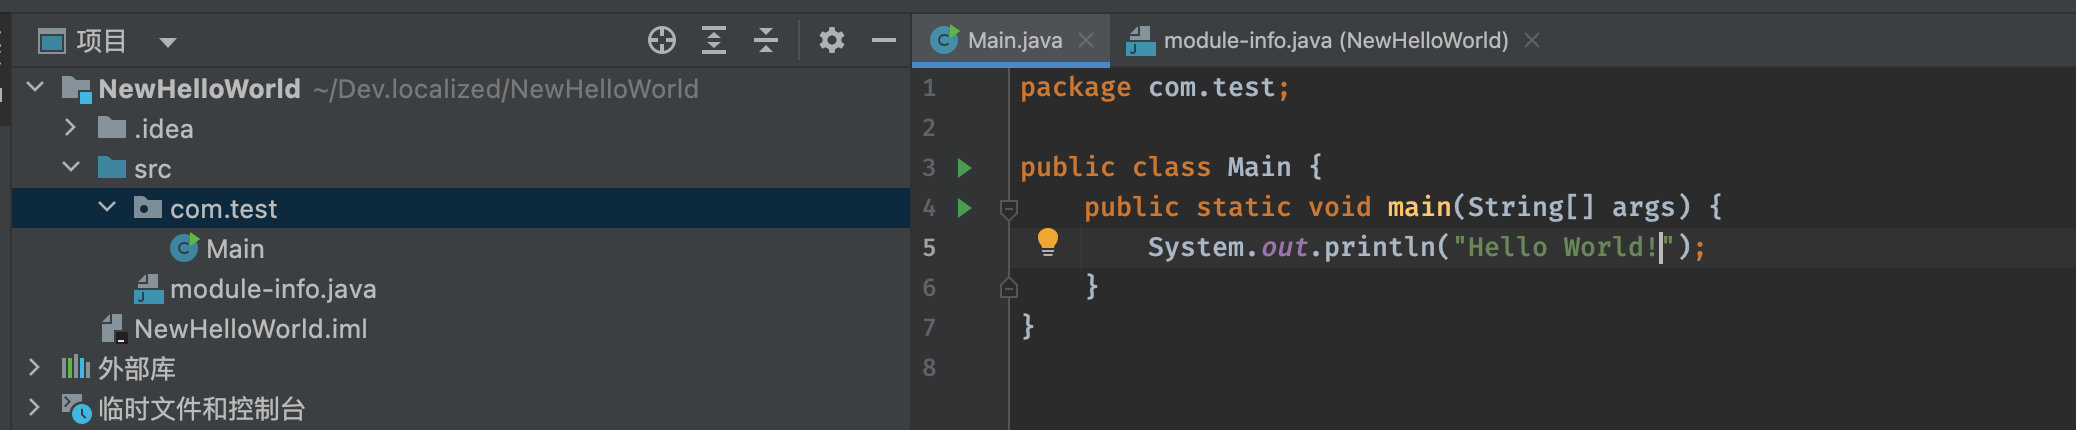 项目
NewHelloWorld ~/Dev.localized/NewHelloWorld
.idea
src
com.test
Main
module-info.java
NewHelloWorld.iml
外部库
临时文件和控制台
Main.java
module-info.java (NewHelloWorld)
1 package com.test;
2
3 public class Main {
4 public static void main(String[] args) {
5 System.out.println("Hello World!");
6 }
7 }
8